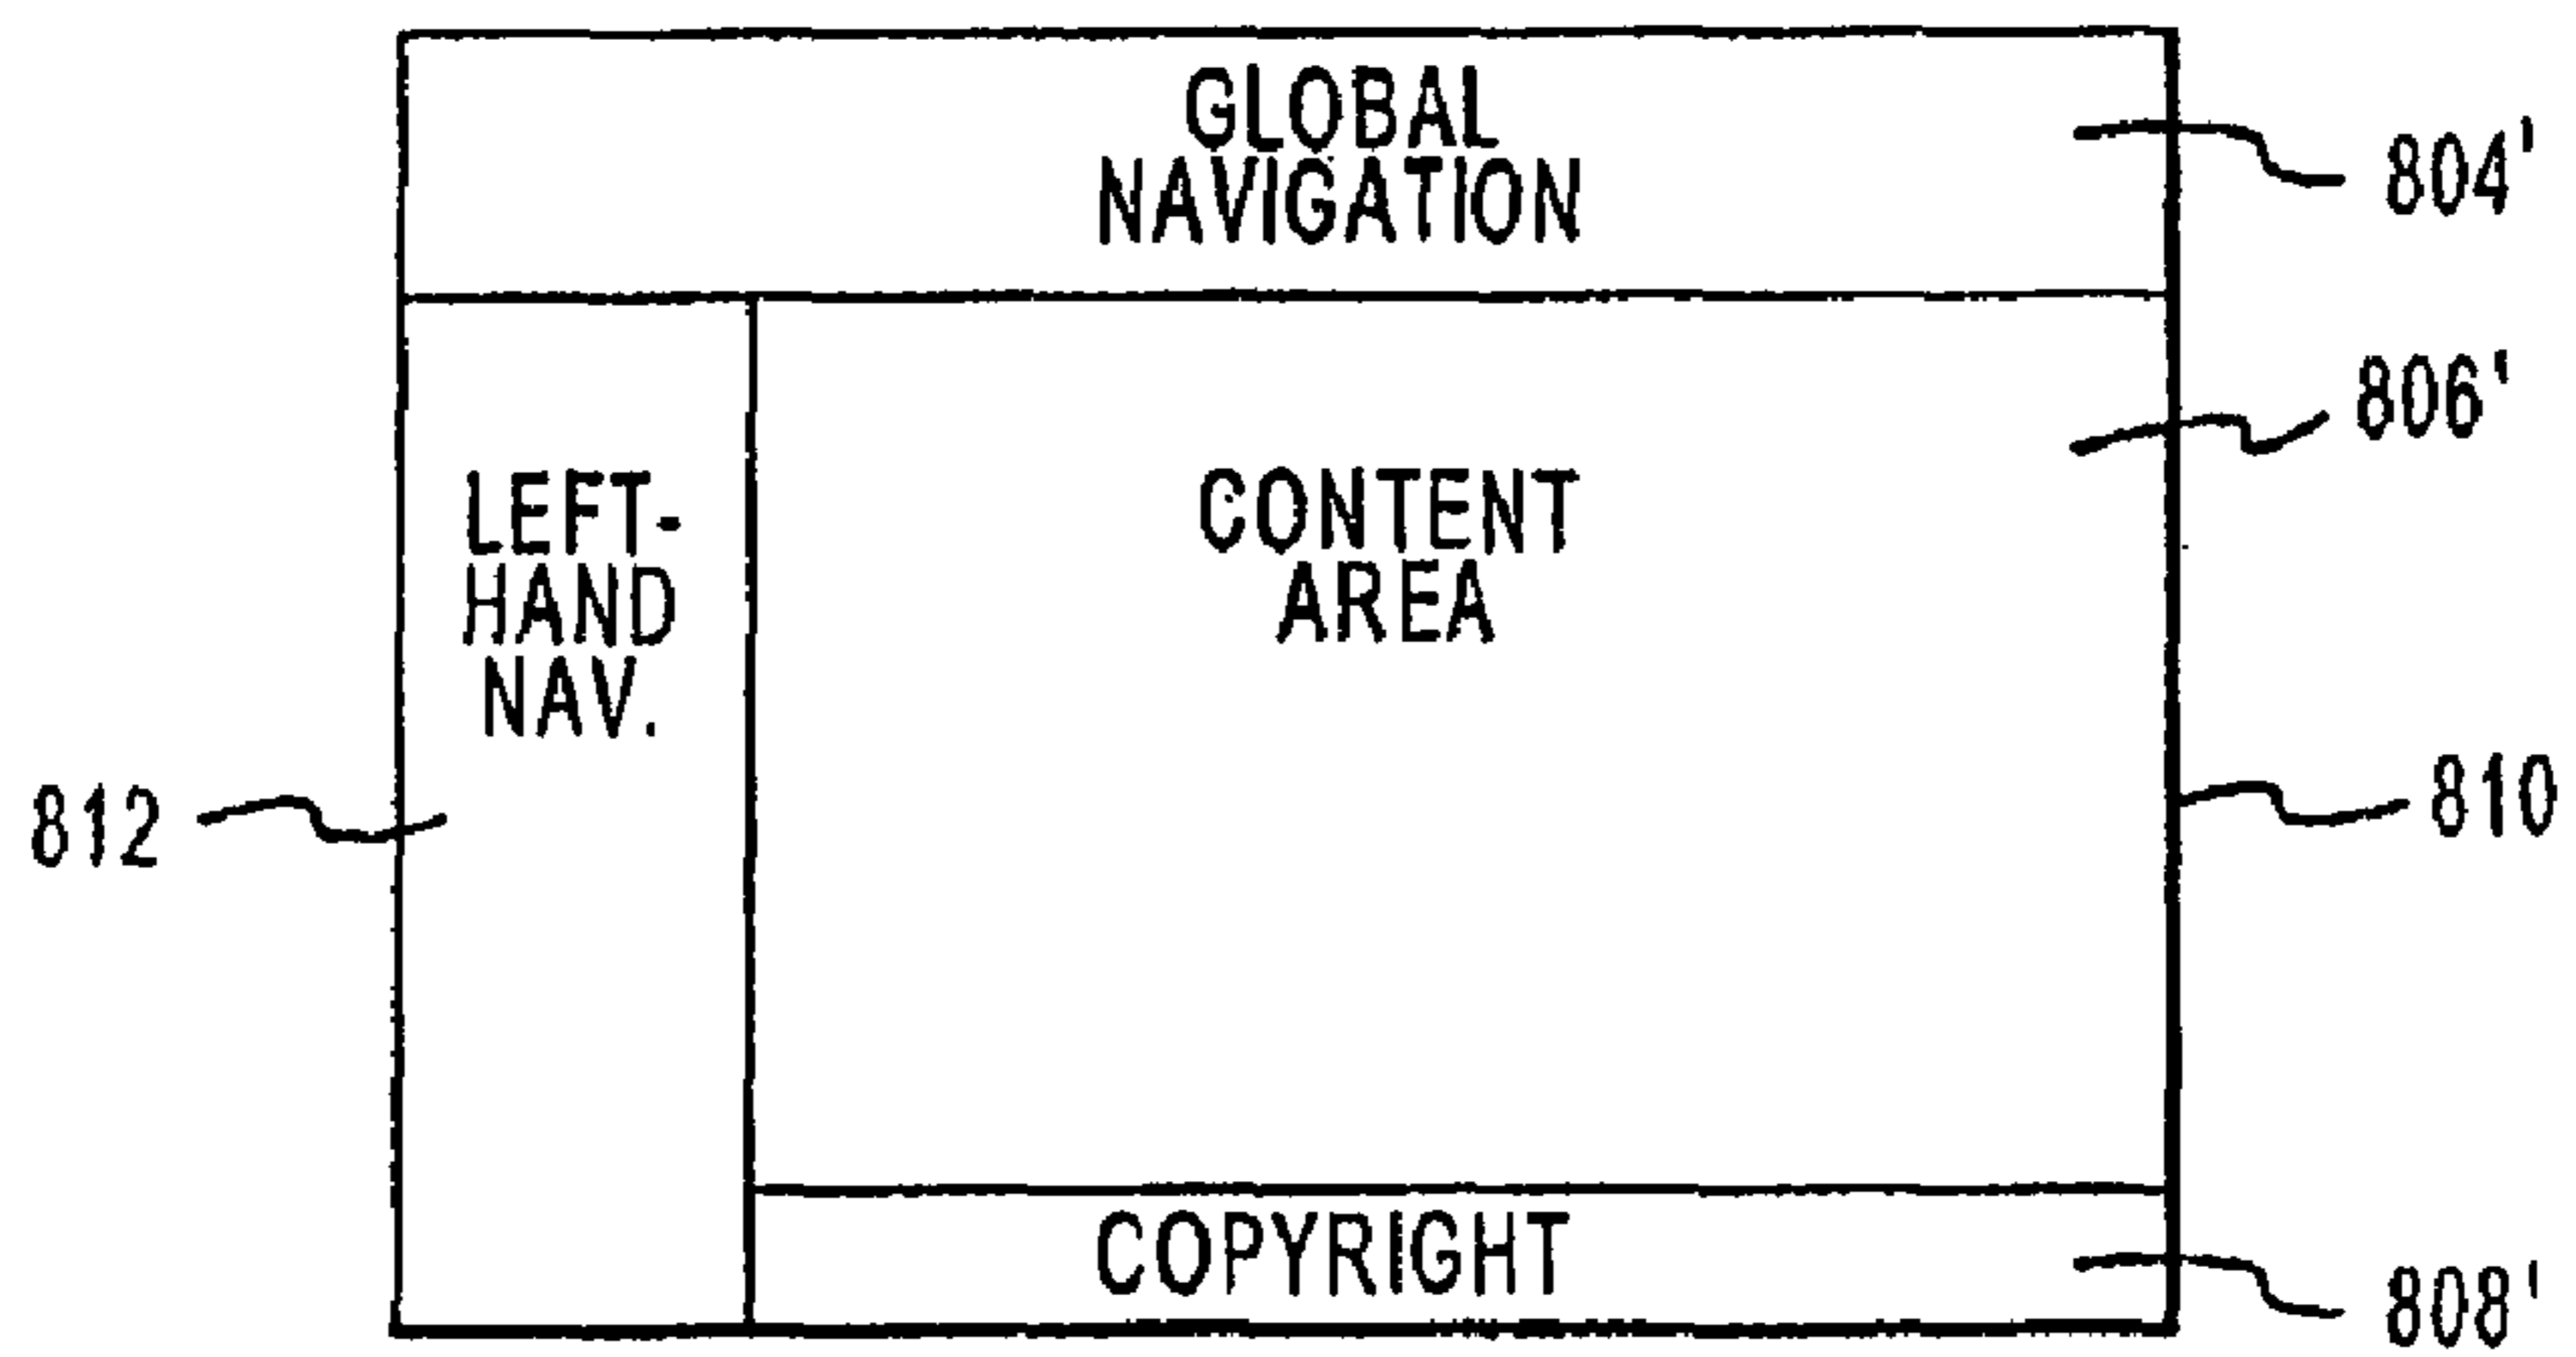 GLOBAL
NAVIGATION
804'
806'
LEFT-
HAND
NAV.
CONTENT
AREA
812
810
COPYRIGHT
808'